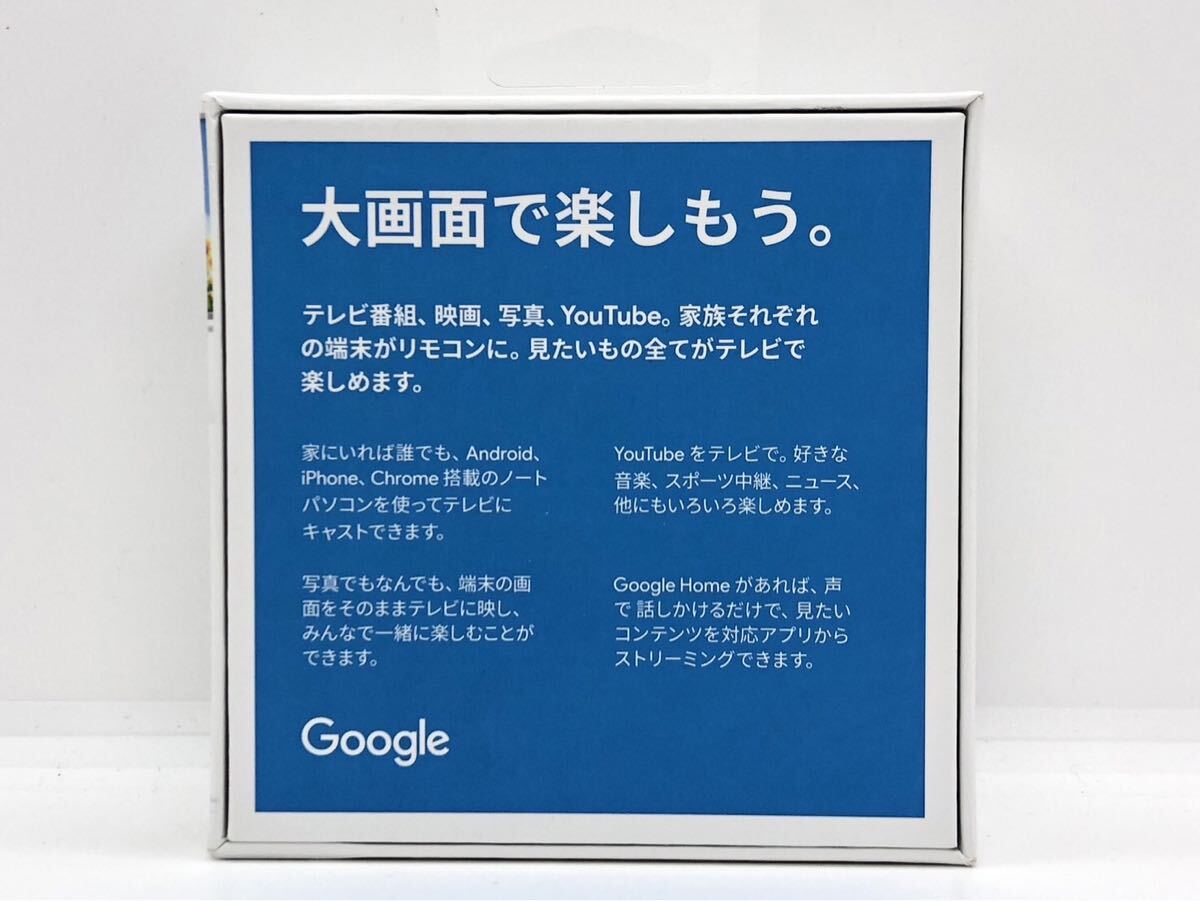 大画面で楽しもう。
テレビ番組、映画、写真、YouTube。家族それぞれ
の端末がリモコンに。見たいもの全てがテレビで
楽しめます。
家にいれば誰でも、Android、
iPhone、Chrome 搭載のノート
パソコンを使ってテレビに
キャストできます。
YouTube をテレビで。好きな
音楽、スポーツ中継、ニュース、
他にもいろいろ楽しめます。
写真でもなんでも、端末の画
面をそのままテレビに映し、
みんなで一緒に楽しむことが
できます。
Google Home があれば、声
で 話しかけるだけで、見たい
コンテンツを対応アプリから
ストリーミングできます。
Google